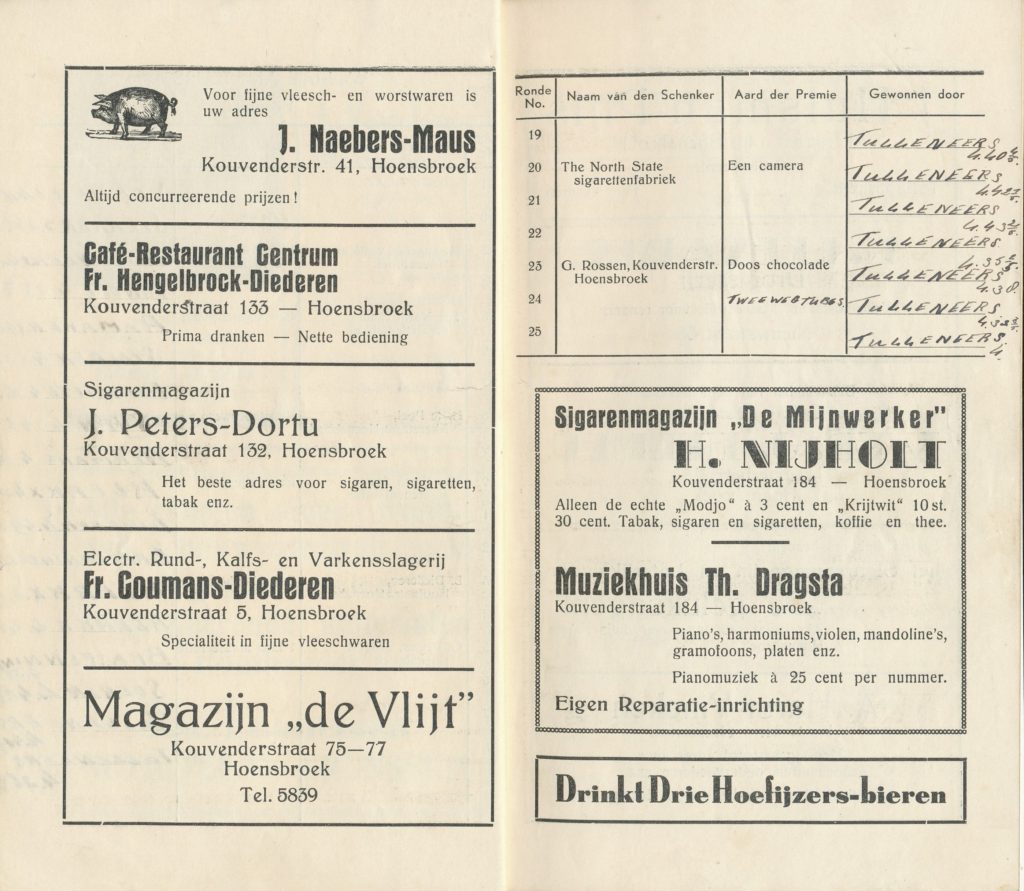 Voor fijne vleesch- en worstwaren is
uw adres
J. Naebers-Maus
Kouvenderstr. 41, Hoensbroek
Altijd concurreerende prijzen!
Café-Restaurant Centrum
Fr. Hengelbrock-Diederen
Kouvenderstraat 133 — Hoensbroek
Prima dranken — Nette bediening
Sigarenmagazijn
J. Peters-Dortu
Kouvenderstraat 132, Hoensbroek
Het beste adres voor sigaren, sigaretten,
tabak enz.
Electr. Rund-, Kalfs- en Varkensslagerij
Fr. Coumans-Diederen
Kouvenderstraat 5, Hoensbroek
Specialiteit in fijne vleeschwaren
Magazijn „de Vlijt”
Kouvenderstraat 75—77
Hoensbroek
Tel. 5839
Ronde No. Naam van den Schenker Aard der Premie Gewonnen door
19 TULLENEERS
4.40
20 The North State sigarettenfabriek Een camera TULLENEERS
21 TULLENEERS
22 TULLENEERS
23 G. Rossen, Kouvenderstr. Hoensbroek Doos chocolade TULLENEERS
4.38.
24 TWEE WEDTUBES. TULLENEERS
25 TULLENEERS
Sigarenmagazijn „De Mijnwerker”
H. NIJHOLT
Kouvenderstraat 184 — Hoensbroek
Alleen de echte „Modjo“ à 3 cent en „Krijtwit“ 10 st.
30 cent. Tabak, sigaren en sigaretten, koffie en thee.
Muziekhuis Th. Dragsta
Kouvenderstraat 184 — Hoensbroek
Piano's, harmoniums, violen, mandoline's,
gramofoons, platen enz.
Pianomuziek à 25 cent per nummer.
Eigen Reparatie-inrichting
Drinkt Drie Hoefijzers-bieren